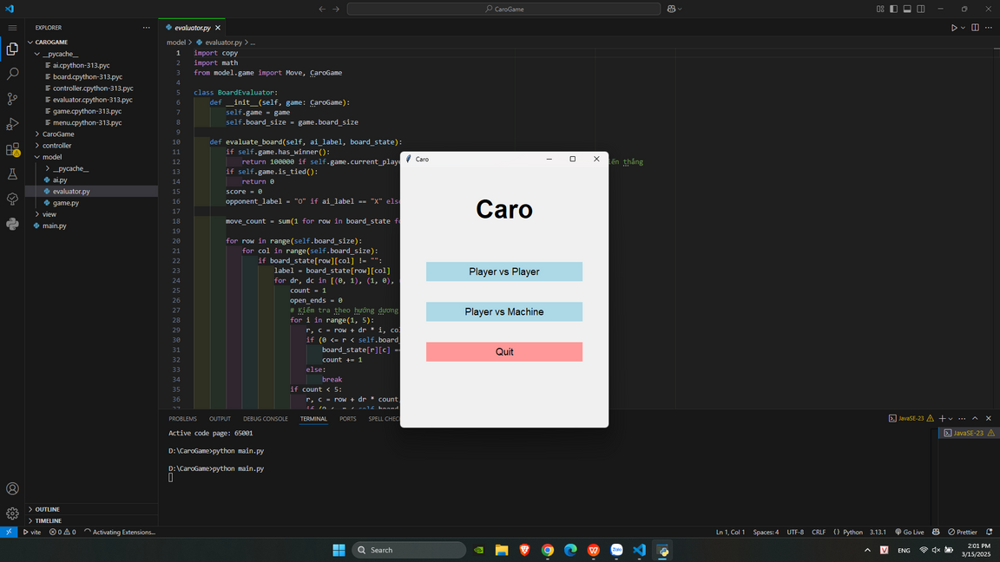 CaroGame
EXPLORER
CAROGAME
__pycache__
ai.cpython-313.pyc
board.cpython-313.pyc
controller.cpython-313.pyc
evaluator.cpython-313.pyc
game.cpython-313.pyc
menu.cpython-313.pyc
CaroGame
controller
model
__pycache__
ai.py
evaluator.py
game.py
view
main.py
OUTLINE
TIMELINE
evaluator.py
model > evaluator.py > ...
1 import copy
2 import math
3 from model.game import Move, CaroGame
4
5 class BoardEvaluator:
6 def __init__(self, game: CaroGame):
7 self.game = game
8 self.board_size = game.board_size
9
10 def evaluate_board(self, ai_label, board_state):
11 if self.game.has_winner():
12 return 100000 if self.game.current_playe
thắng
13 if self.game.is_tied():
14 return 0
15 score = 0
16 opponent_label = "O" if ai_label == "X" else
17
18 move_count = sum(1 for row in board_state fo
19
20 for row in range(self.board_size):
21 for col in range(self.board_size):
22 if board_state[row][col] != "":
23 label = board_state[row][col]
24 for dr, dc in [(0, 1), (1, 0), (
25 count = 1
26 open_ends = 0
27 # Kiểm tra theo hướng dương
28 for i in range(1, 5):
29 r, c = row + dr * i, col
30 if (0 <= r < self.board_
31 board_state[r][c] ==
32 count += 1
33 else:
34 break
35 if count < 5:
36 r, c = row + dr * count,
37
Caro
Caro
Player vs Player
Player vs Machine
Quit
PROBLEMS OUTPUT DEBUG CONSOLE TERMINAL PORTS SPELL CHEC
JavaSE-23
JavaSE-23
Active code page: 65001
D:\CaroGame>python main.py
D:\CaroGame>python main.py
vite 0 0 Activating Extensions...
Ln 1, Col 1 Spaces: 4 UTF-8 CRLF {} Python 3.13.1 Go Live Prettier
Search
Zalo
ENG
2:01 PM
3/15/2025